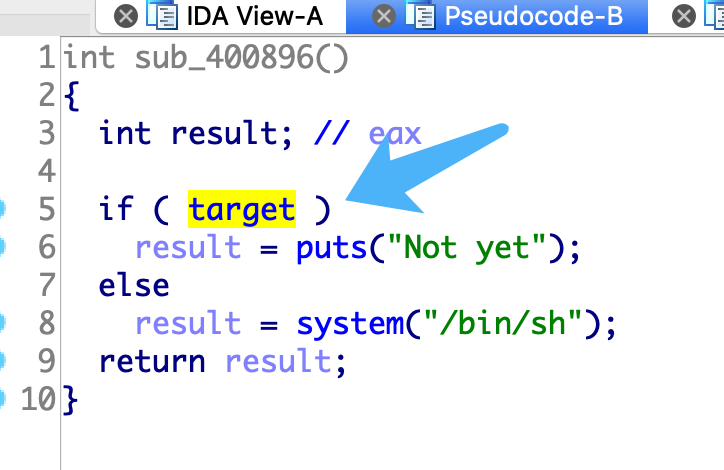 IDA View-A Pseudocode-B
1 int sub_400896()
2 {
3   int result; // eax
4
5   if ( target )
6     result = puts("Not yet");
7   else
8     result = system("/bin/sh");
9   return result;
10 }